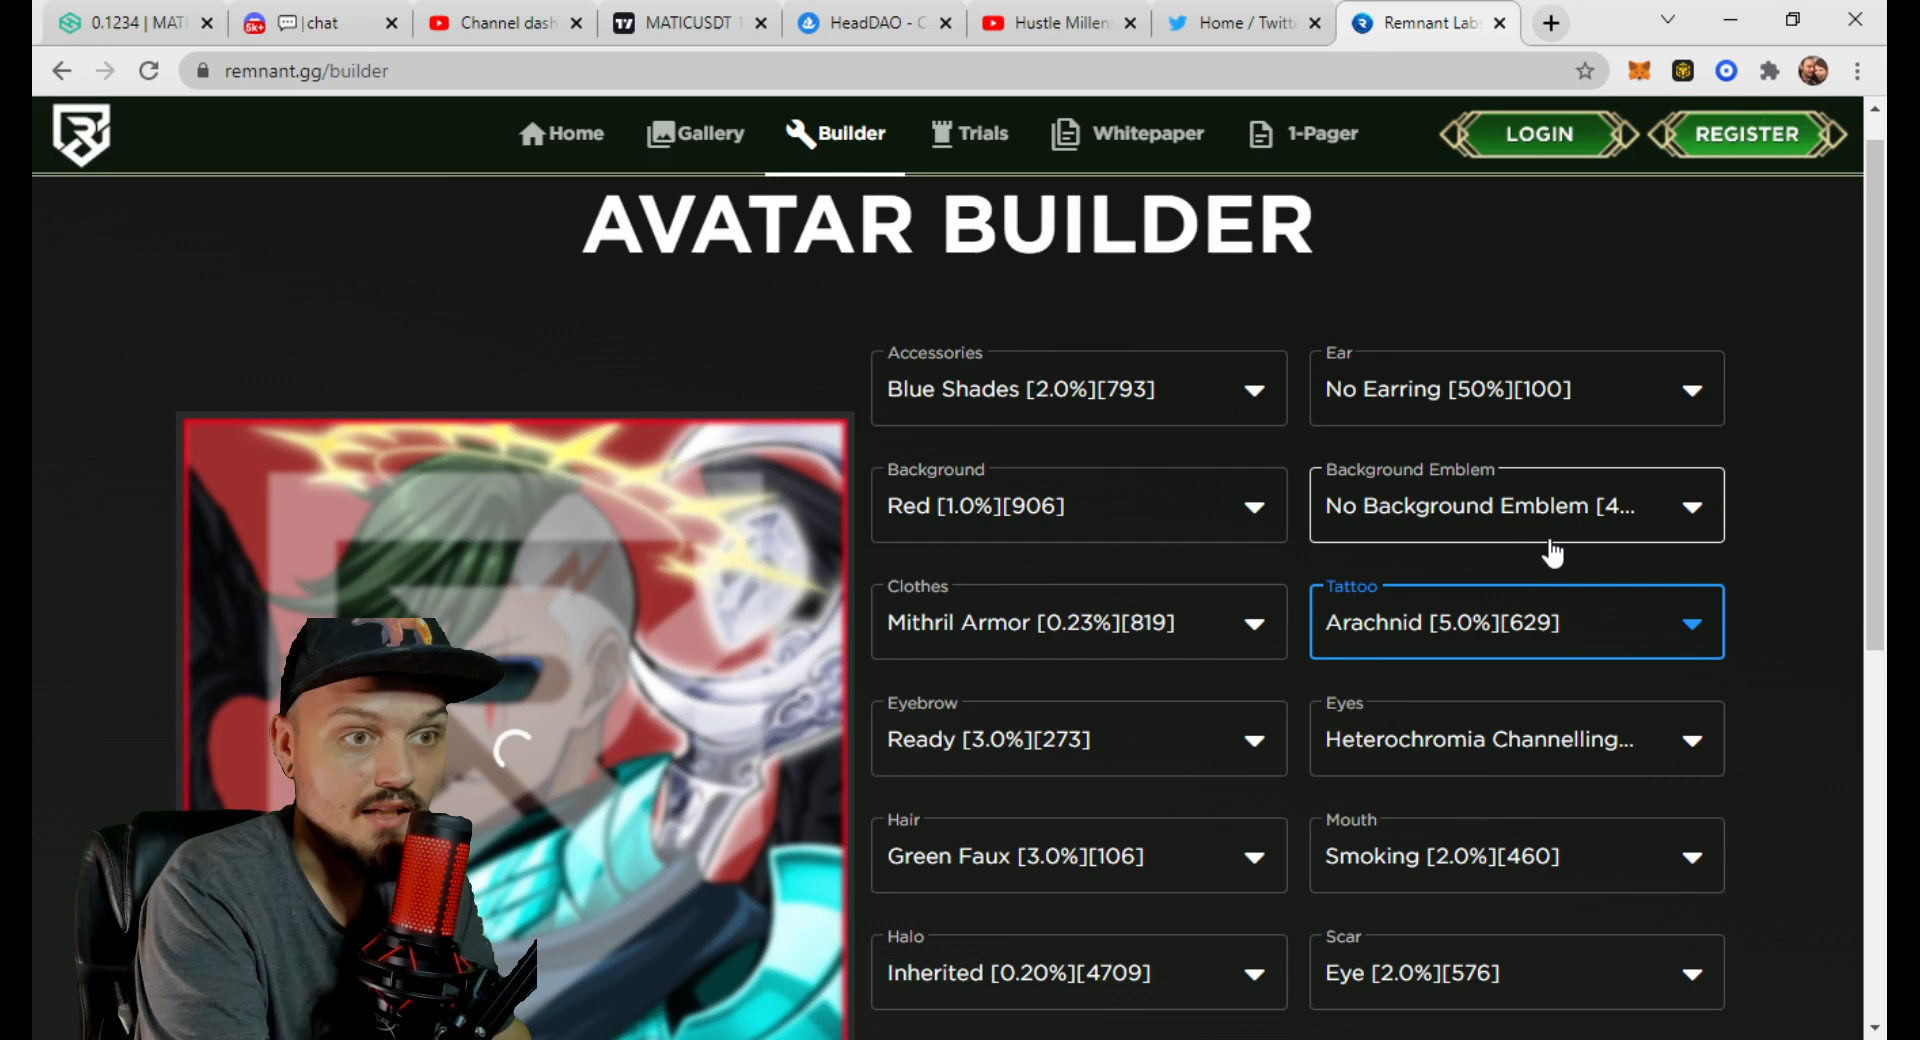 0.1234 | MATI
5K+
chat
Channel dash
MATICUSDT 1
HeadDAO - C
Hustle Millen
Home / Twitt
Remnant Lab
remnant.gg/builder
Home
Gallery
Builder
Trials
Whitepaper
1-Pager
LOGIN
REGISTER
AVATAR BUILDER
Accessories
Blue Shades [2.0%][793]
Ear
No Earring [50%][100]
Background
Red [1.0%][906]
Background Emblem
No Background Emblem [4...
Clothes
Mithril Armor [0.23%][819]
Tattoo
Arachnid [5.0%][629]
Eyebrow
Ready [3.0%][273]
Eyes
Heterochromia Channelling...
Hair
Green Faux [3.0%][106]
Mouth
Smoking [2.0%][460]
Halo
Inherited [0.20%][4709]
Scar
Eye [2.0%][576]